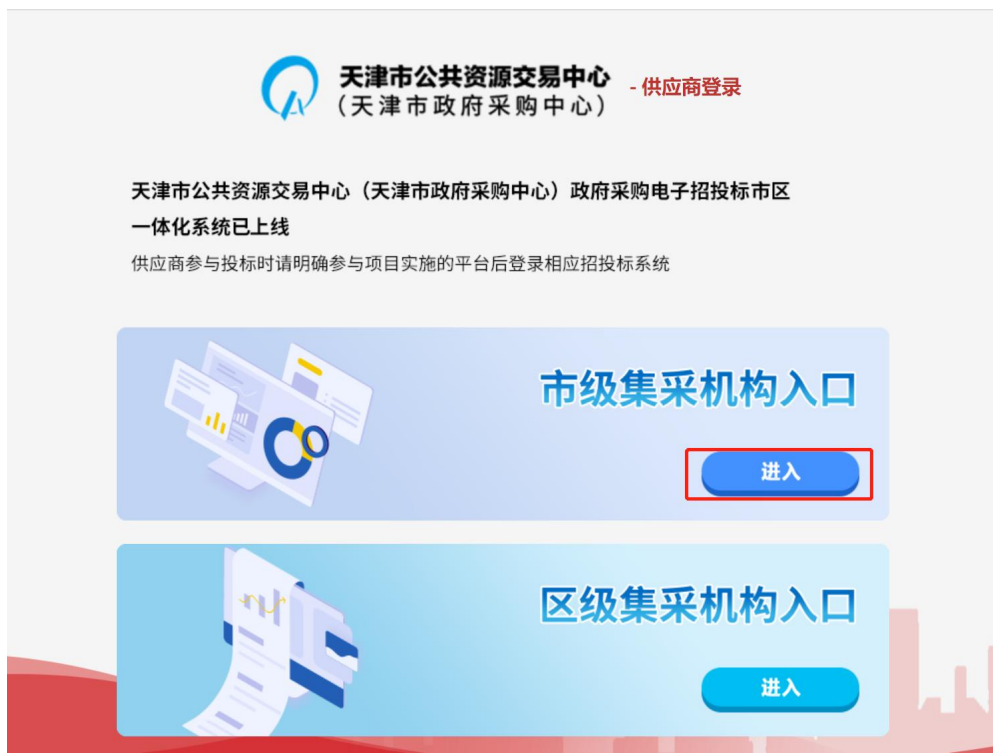 天津市公共资源交易中心
（天津市政府采购中心）
- 供应商登录
天津市公共资源交易中心（天津市政府采购中心）政府采购电子招投标市区
一体化系统已上线
供应商参与投标时请明确参与项目实施的平台后登录相应招投标系统
市级集采机构入口
进入
区级集采机构入口
进入